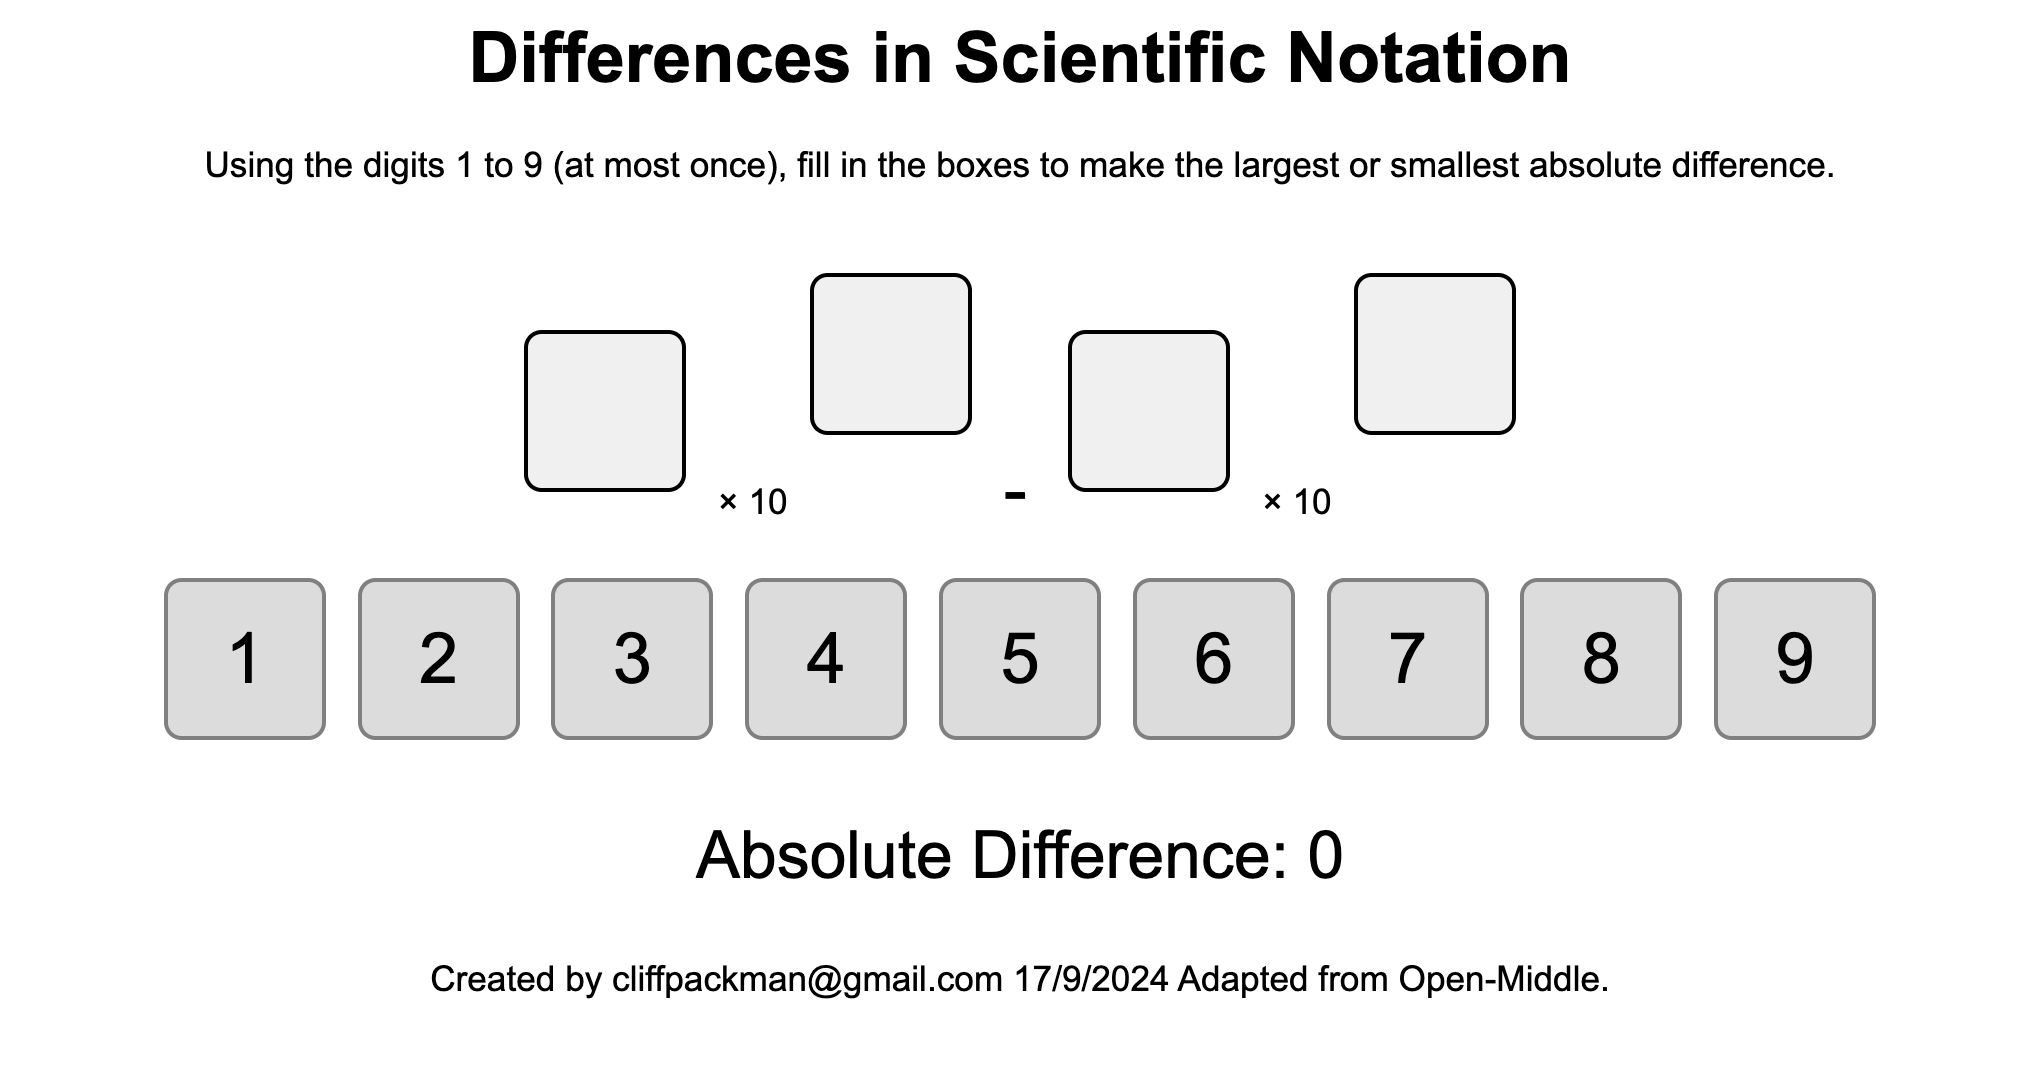 Differences in Scientific Notation
Using the digits 1 to 9 (at most once), fill in the boxes to make the largest or smallest absolute difference.
× 10 - × 10
1 2 3 4 5 6 7 8 9
Absolute Difference: 0
Created by cliffpackman@gmail.com 17/9/2024 Adapted from Open-Middle.